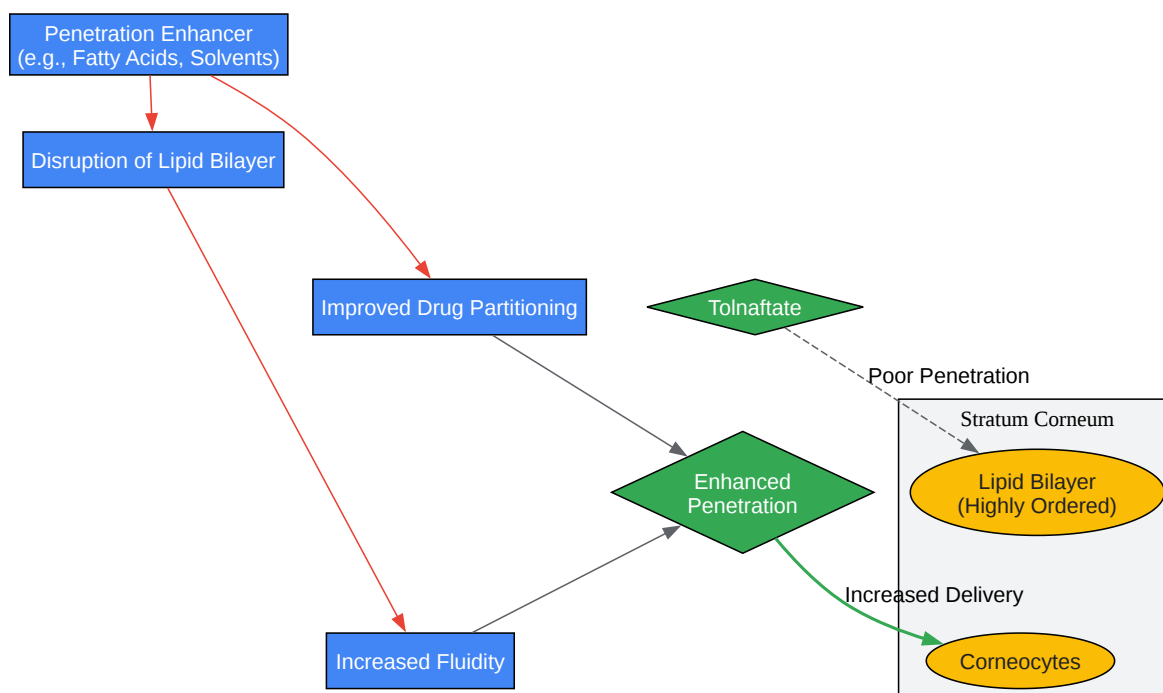 Penetration Enhancer
(e.g., Fatty Acids, Solvents)
Disruption of Lipid Bilayer
Improved Drug Partitioning
Tolnaftate
Poor Penetration
Stratum Corneum
Lipid Bilayer
(Highly Ordered)
Enhanced
Penetration
Increased Delivery
Increased Fluidity
Corneocytes